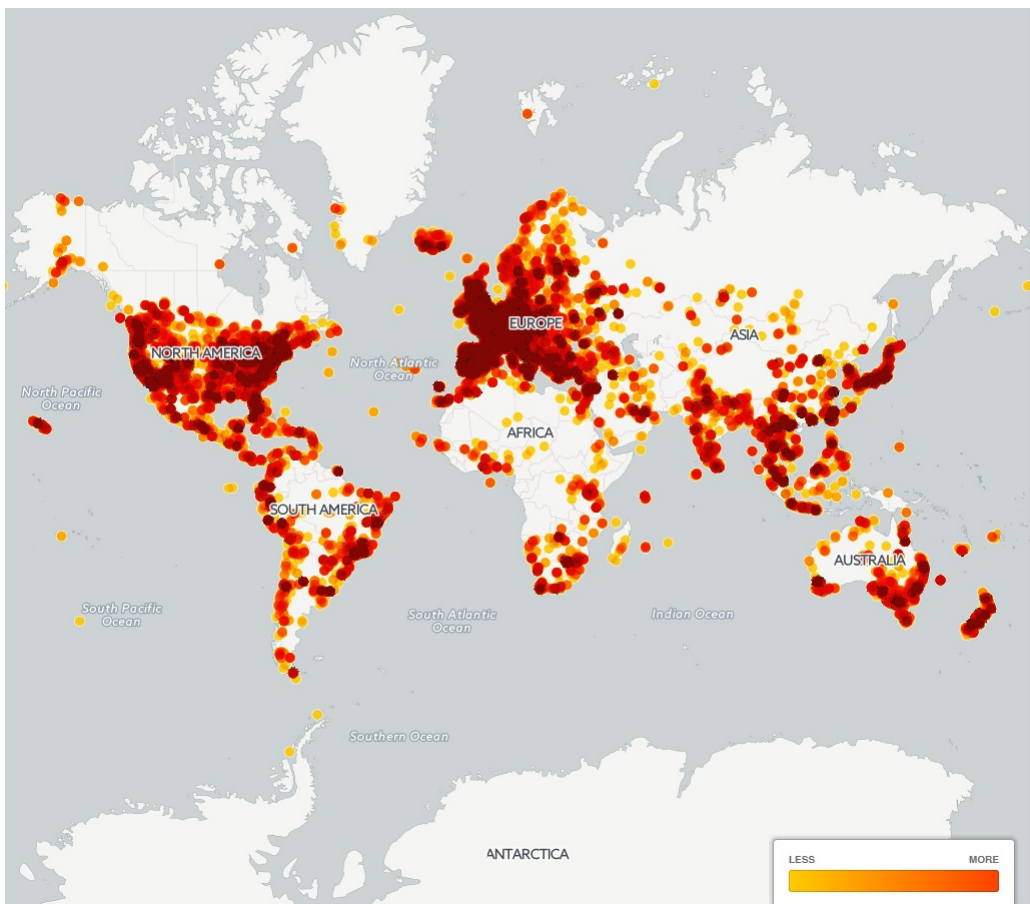 EUROPE
ASIA
NORTH AMERICA
North Atlantic
Ocean
North Pacific
Ocean
AFRICA
SOUTH AMERICA
AUSTRALIA
South Pacific
Ocean
South Atlantic
Ocean
Indian Ocean
Southern Ocean
ANTARCTICA
LESS MORE